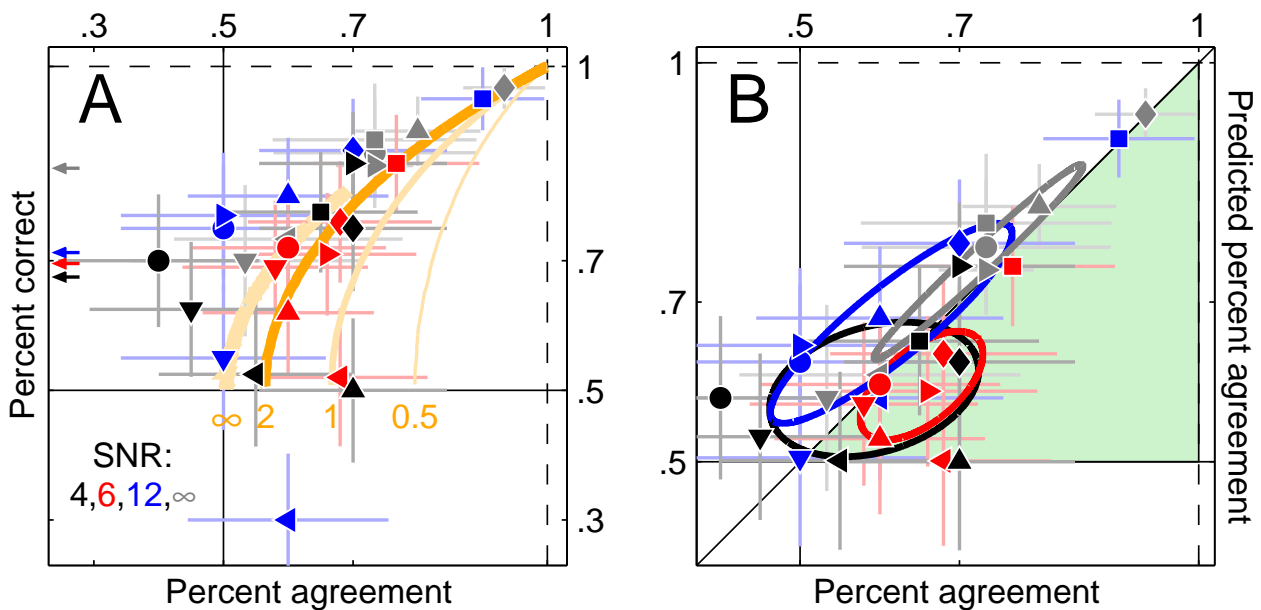 .3 .5 .7 1
A
1
.7
.5
.3
Percent correct
∞ 2 1 0.5
SNR:
4,6,12,∞
Percent agreement
.5 .7 1
B
1
.7
.5
Predicted percent agreement
Percent agreement